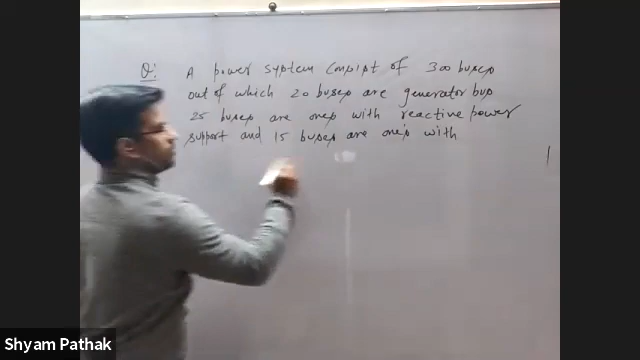 Q:
A power system consist of 300 buses
out of which 20 buses are generator bus
25 buses are ones with reactive power
support and 15 buses are one's with
Shyam Pathak